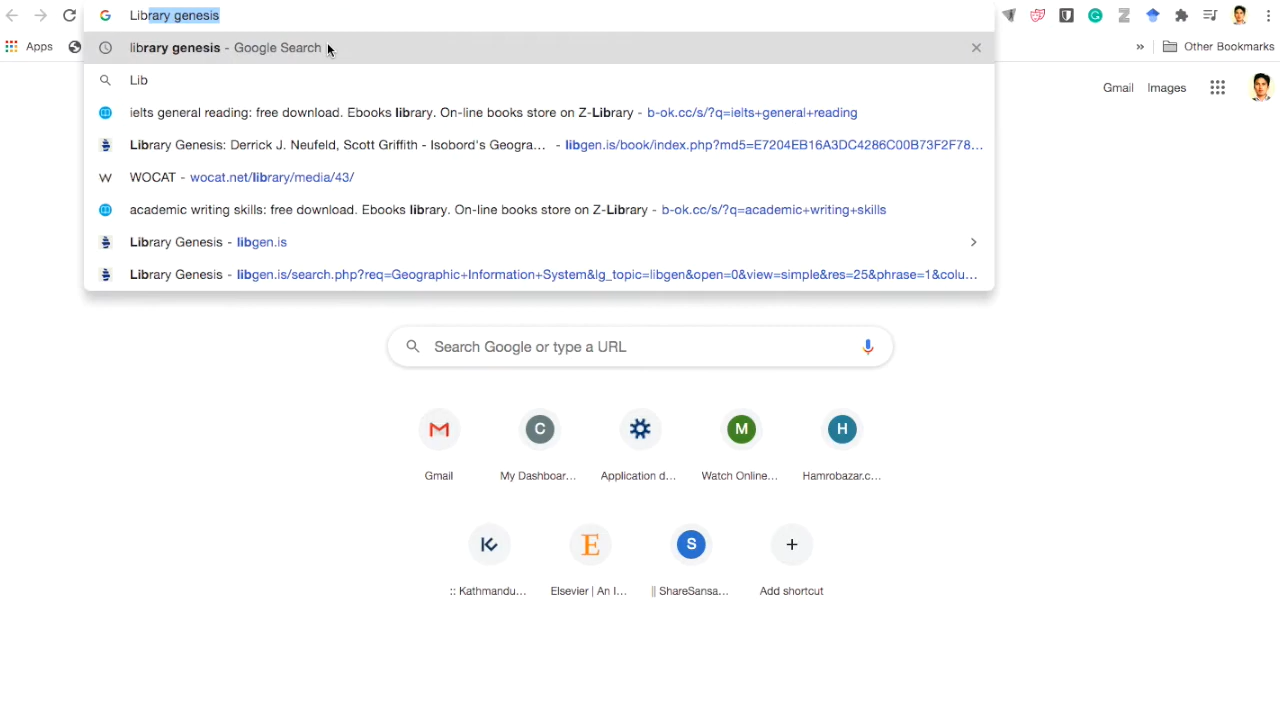 Library genesis
Apps
library genesis - Google Search
» Other Bookmarks
Lib
Gmail Images
ielts general reading: free download. Ebooks library. On-line books store on Z-Library - b-ok.cc/s/?q=ielts+general+reading
Library Genesis: Derrick J. Neufeld, Scott Griffith - Isobord's Geogra... - libgen.is/book/index.php?md5=E7204EB16A3DC4286C00B73F2F78...
WOCAT - wocat.net/library/media/43/
academic writing skills: free download. Ebooks library. On-line books store on Z-Library - b-ok.cc/s/?q=academic+writing+skills
Library Genesis - libgen.is
Library Genesis - libgen.is/search.php?req=Geographic+Information+System&lg_topic=libgen&open=0&view=simple&res=25&phrase=1&colu...
Search Google or type a URL
C M H
Gmail My Dashboar... Application d... Watch Online... Hamrobazar.c...
E S
:: Kathmandu... Elsevier | An I... || ShareSansa... Add shortcut